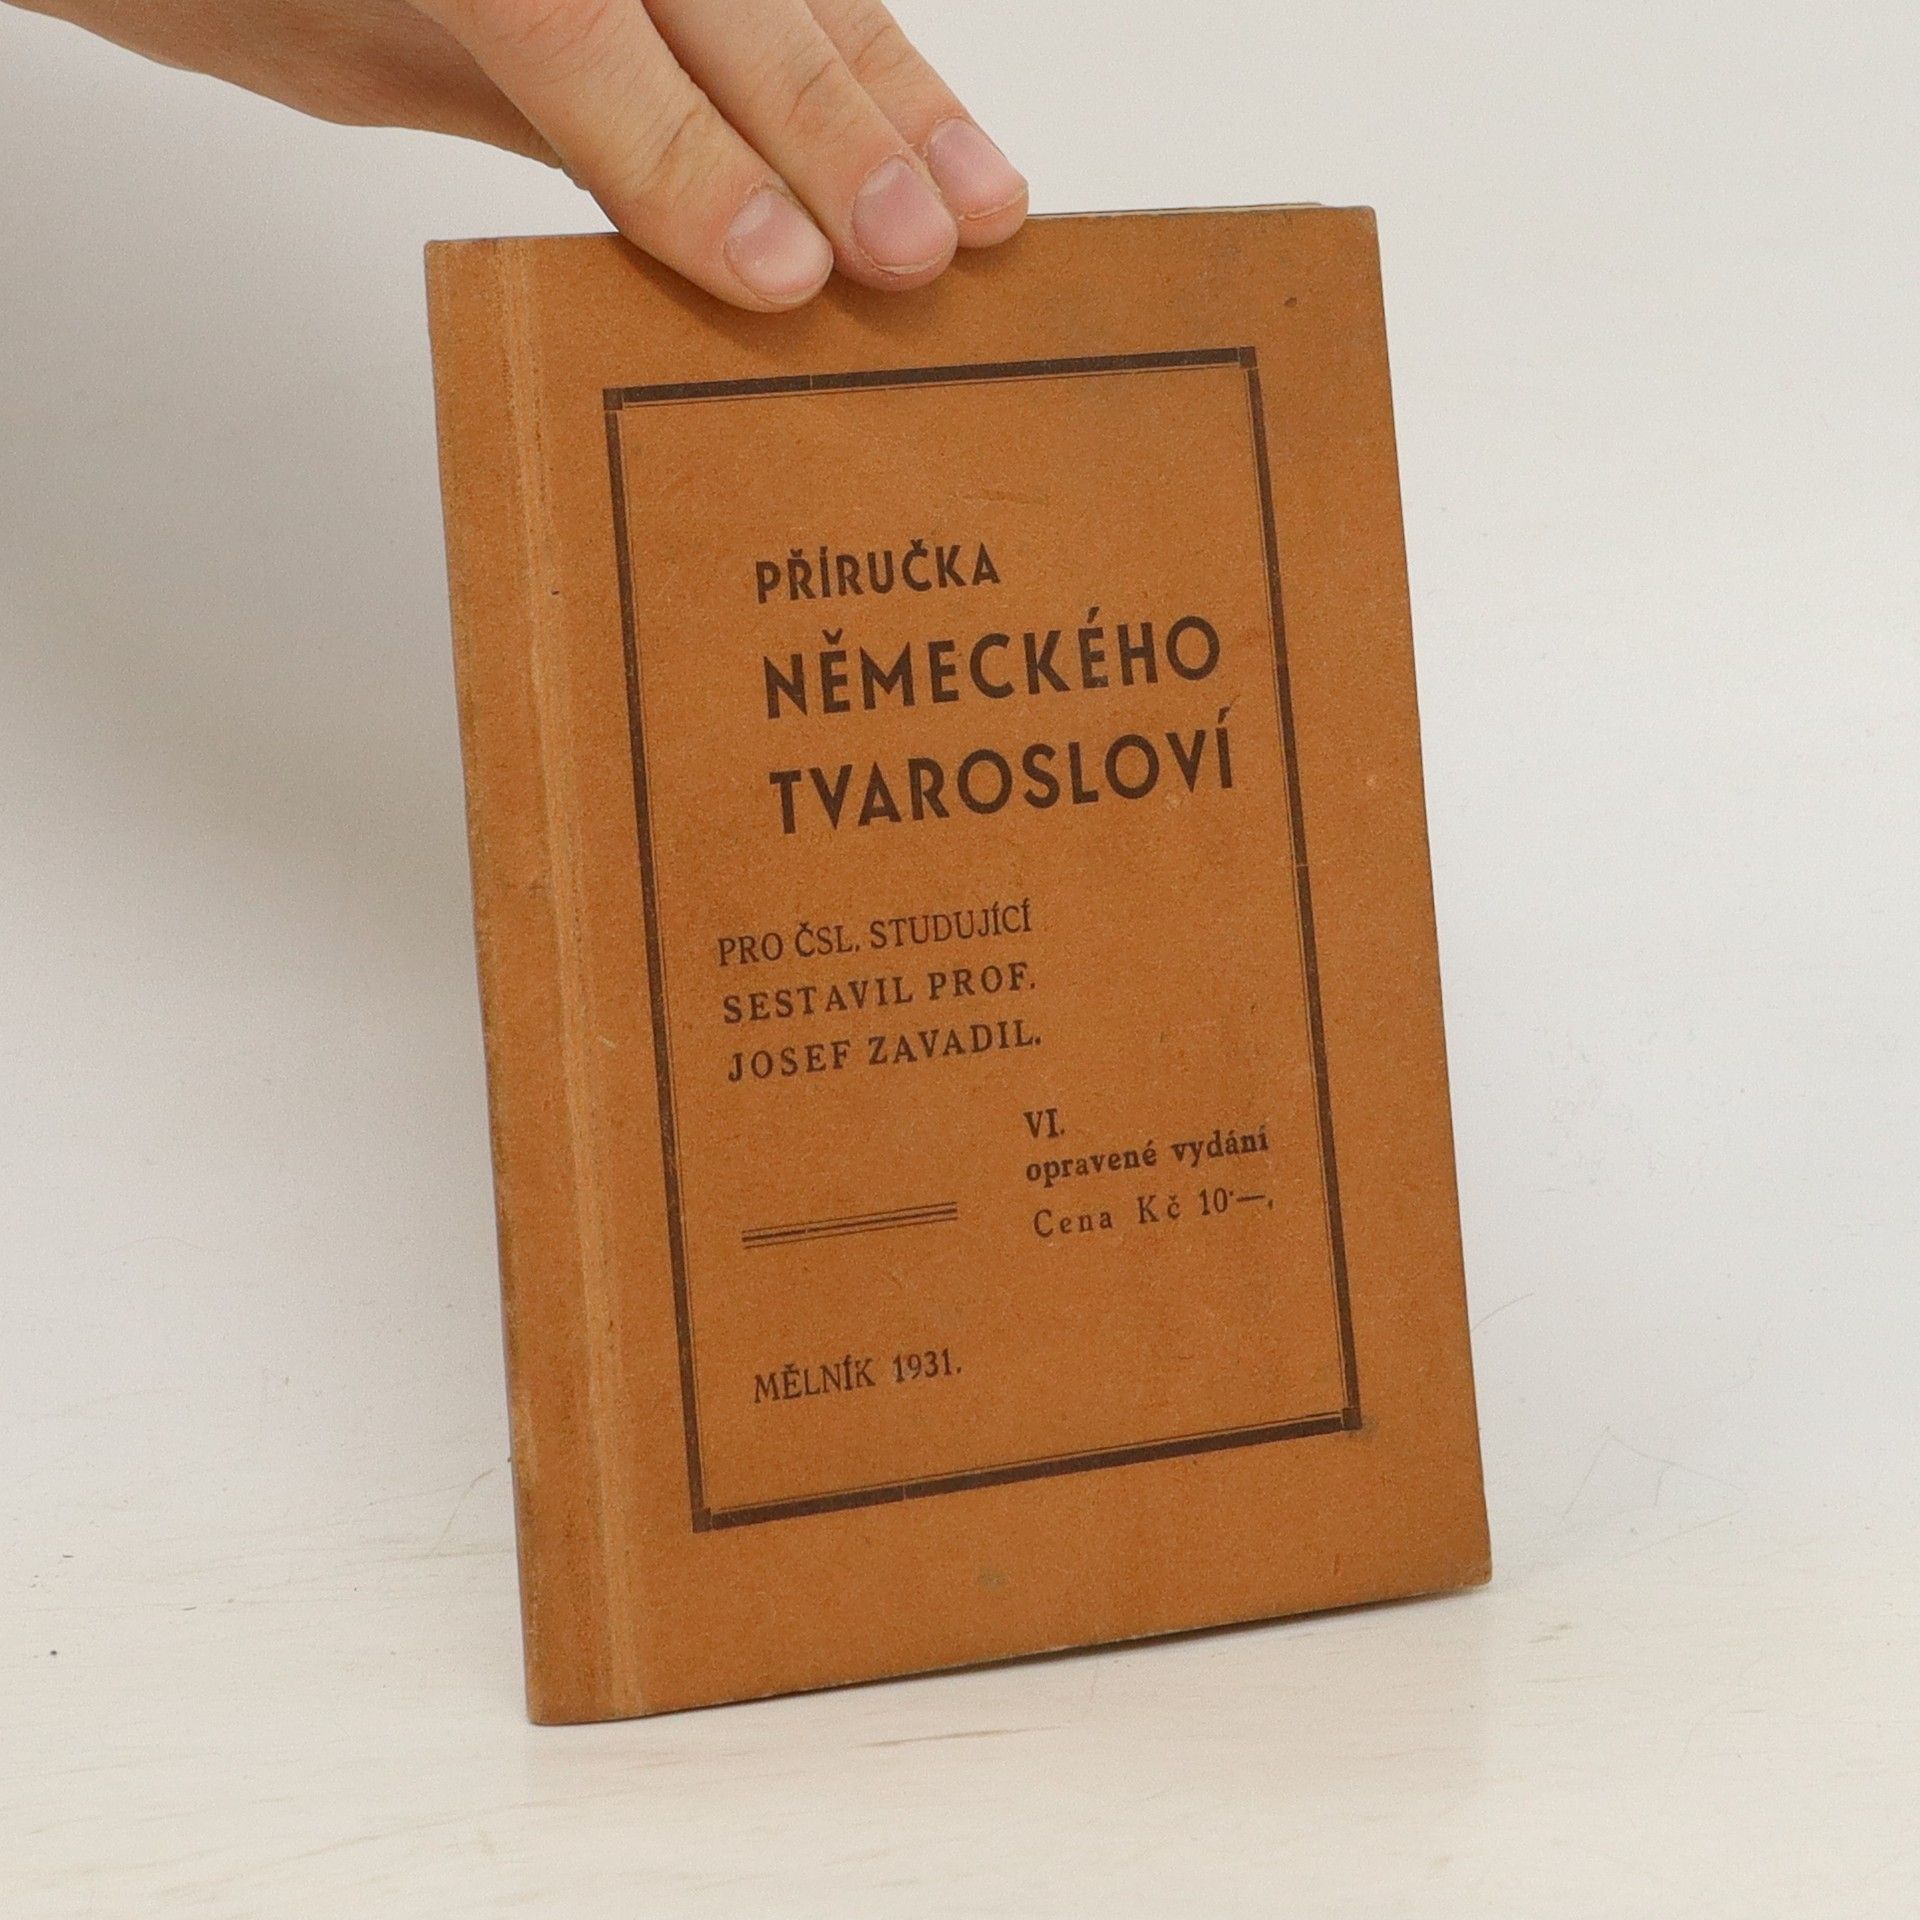 PŘÍRUČKA
NĚMECKÉHO
TVAROSLOVÍ
PRO ČSL. STUDUJÍCÍ
SESTAVIL PROF.
JOSEF ZAVADIL.
VI.
opravené vydání
Cena Kč 10·—.
MĚLNÍK 1931.